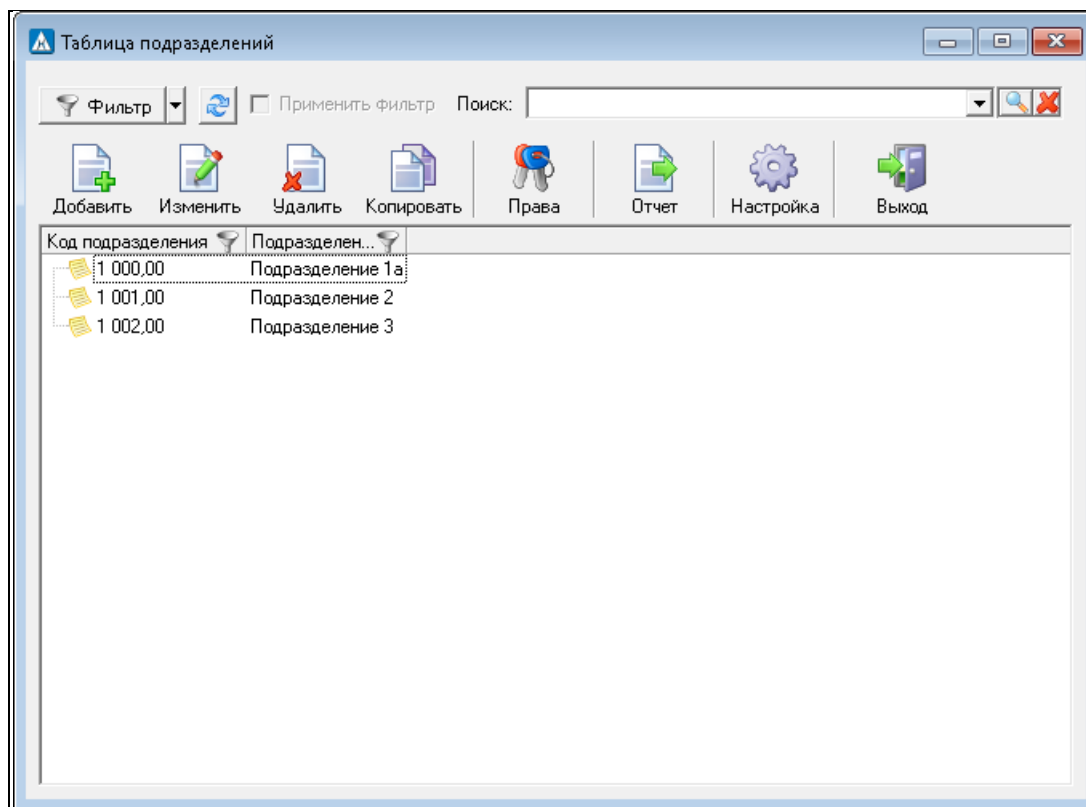 Таблица подразделений
Фильтр Применить фильтр Поиск:
Добавить Изменить Удалить Копировать Права Отчет Настройка Выход
Код подразделения Подразделен...
1 000,00 Подразделение 1а
1 001,00 Подразделение 2
1 002,00 Подразделение 3